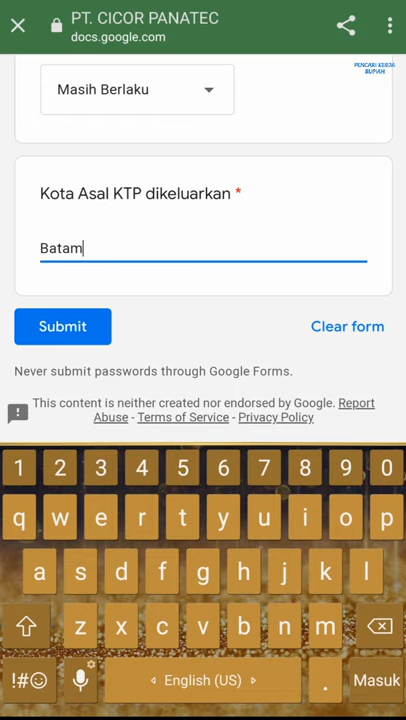 PT. CICOR PANATEC
docs.google.com
PENCARI KERJA
RUPIAH
Masih Berlaku
Kota Asal KTP dikeluarkan *
Batam
Submit
Clear form
Never submit passwords through Google Forms.
This content is neither created nor endorsed by Google. Report
Abuse - Terms of Service - Privacy Policy
1 2 3 4 5 6 7 8 9 0
q w e r t y u i o p
a s d f g h j k l
z x c v b n m
!#☺ English (US) . Masuk